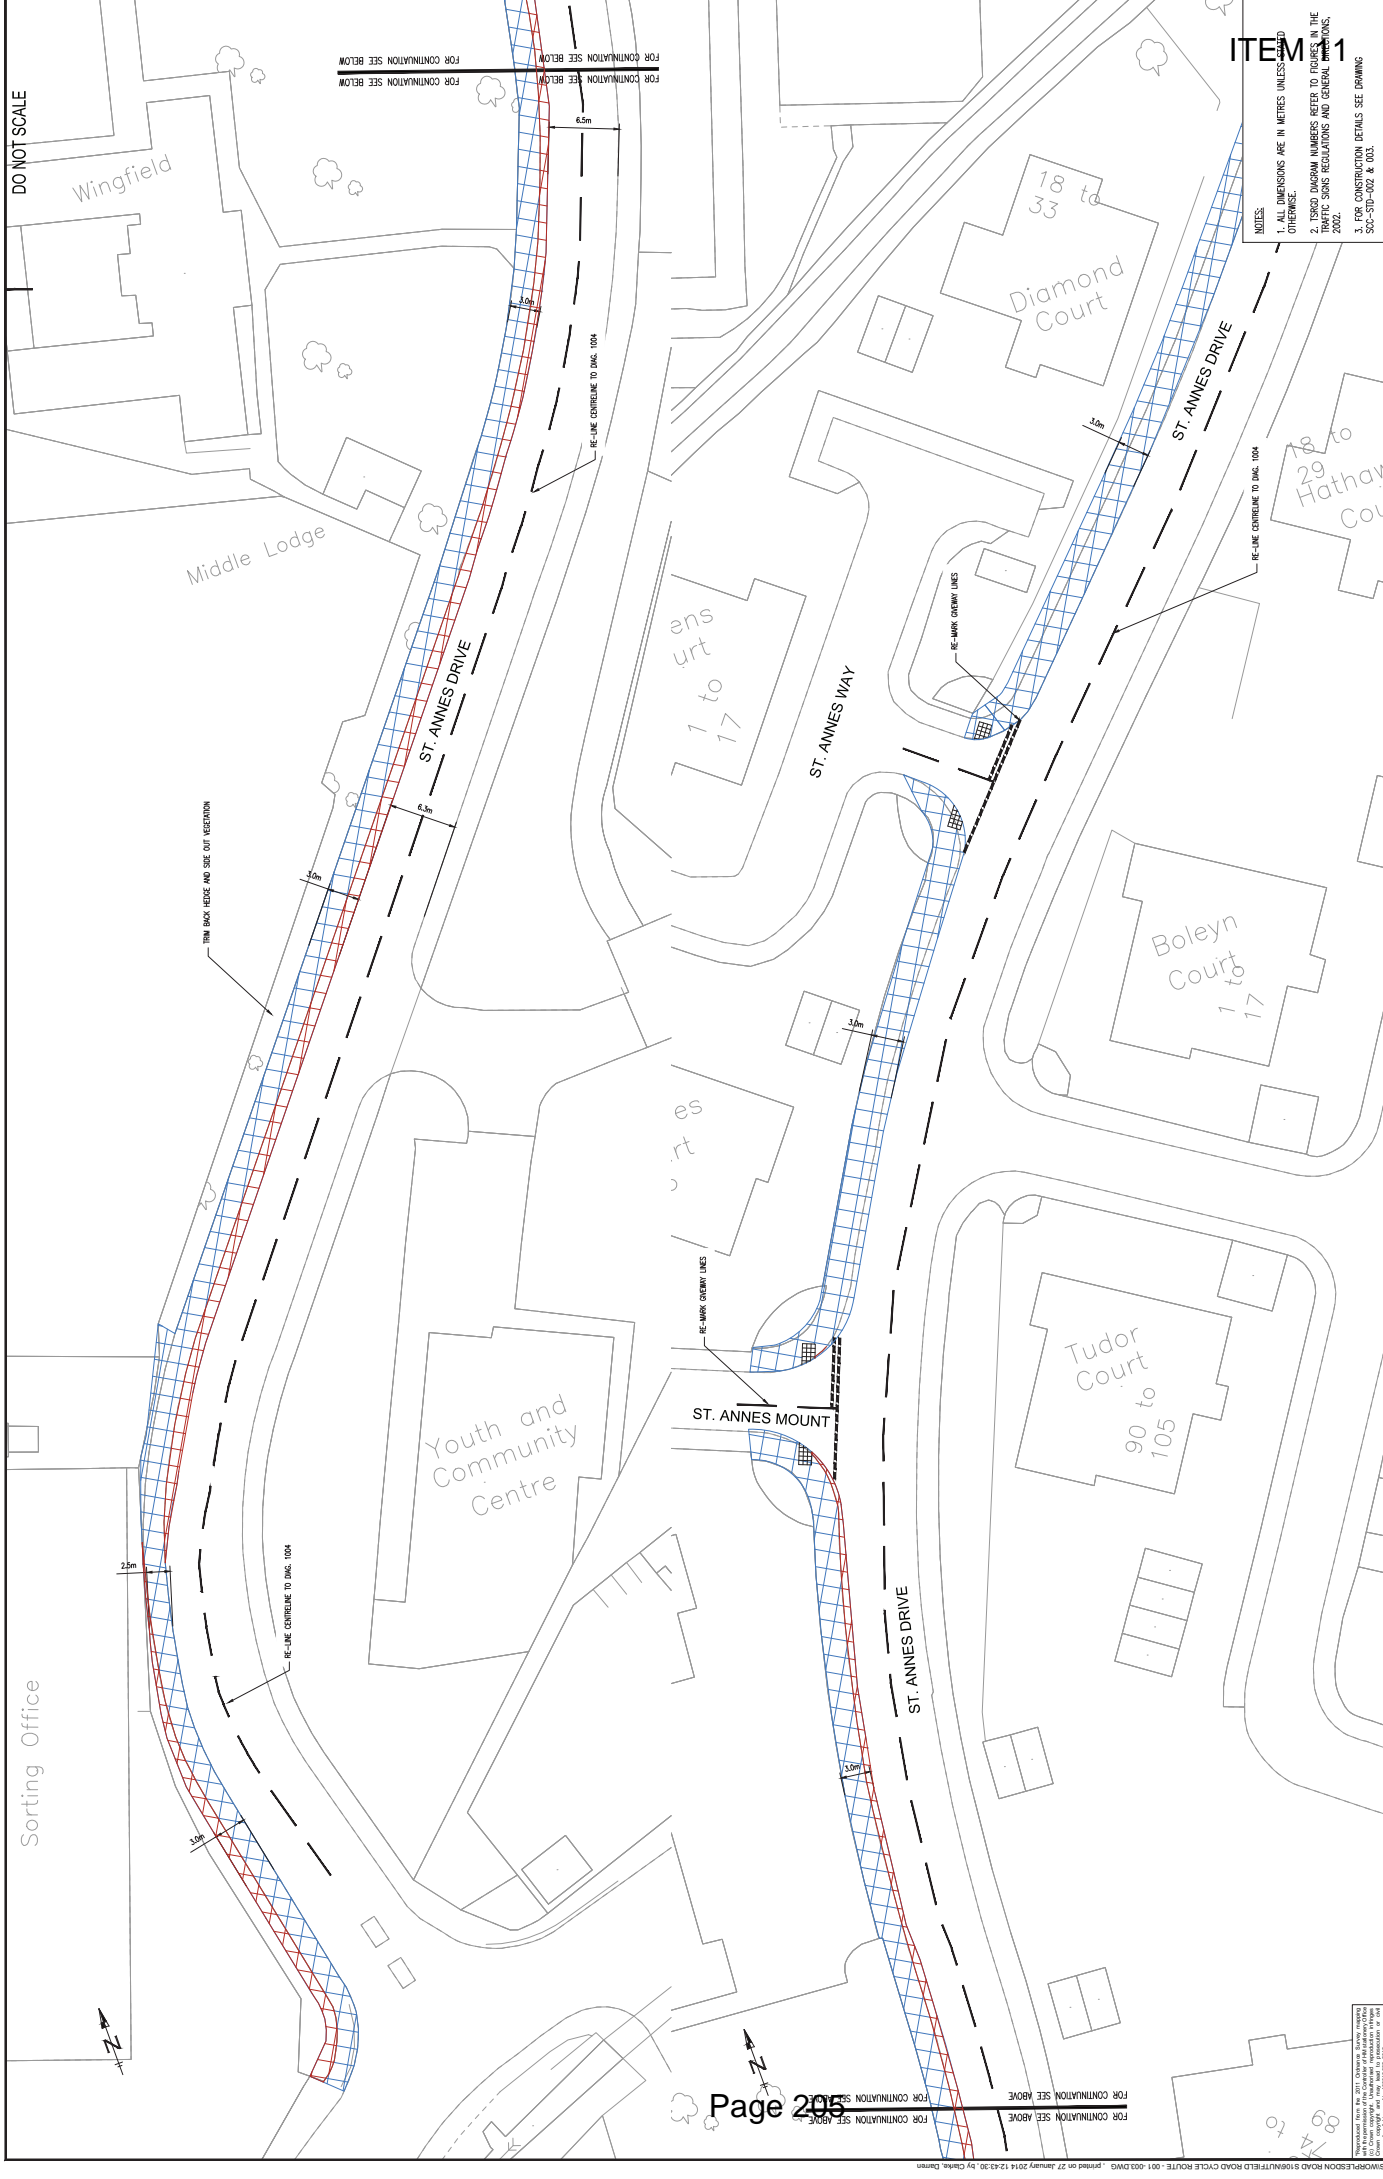 DO NOT SCALE
ITEM 11
NOTES:
1. ALL DIMENSIONS ARE IN METRES UNLESS STATED
OTHERWISE.
2. TSRGD DIAGRAM NUMBERS REFER TO FIGURES IN THE
TRAFFIC SIGNS REGULATIONS AND GENERAL DIRECTIONS,
2002.
3. FOR CONSTRUCTION DETAILS SEE DRAWING
SCC-STD-002 & 003.
FOR CONTINUATION SEE BELOW
FOR CONTINUATION SEE BELOW
FOR CONTINUATION SEE BELOW
FOR CONTINUATION SEE BELOW
Wingfield
6.5m
3.0m
RE-LINE CENTRELINE TO DIAG. 1004
Middle Lodge
ST. ANNES DRIVE
6.3m
TRIM BACK HEDGE AND SIDE OUT VEGETATION
3.0m
Youth and
Community
Centre
2.5m
RE-LINE CENTRELINE TO DIAG. 1004
Sorting Office
3.0m
N
18 to
33
Diamond
Court
ST. ANNES DRIVE
3.0m
18 to
29
RE-LINE CENTRELINE TO DIAG. 1004
RE-MARK GIVEWAY LINES
ens
urt
1 to
17
ST. ANNES WAY
Boleyn
Court
1 to
17
3.0m
es
rt
RE-MARK GIVEWAY LINES
ST. ANNES MOUNT
Tudor
Court
90 to
105
ST. ANNES DRIVE
3.0m
N
FOR CONTINUATION SEE ABOVE
FOR CONTINUATION SEE ABOVE
FOR CONTINUATION SEE ABOVE
FOR CONTINUATION SEE ABOVE
Page 205
74 to
89